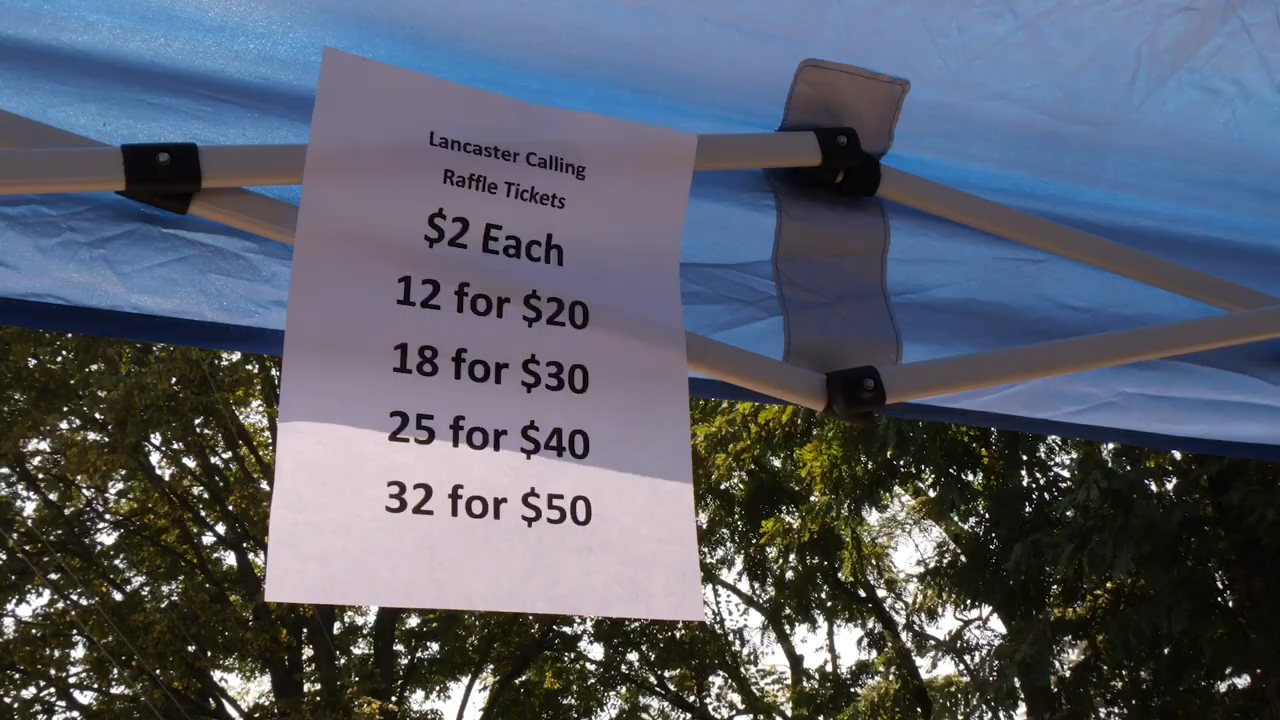 Lancaster Calling
Raffle Tickets
$2 Each
12 for $20
18 for $30
25 for $40
32 for $50